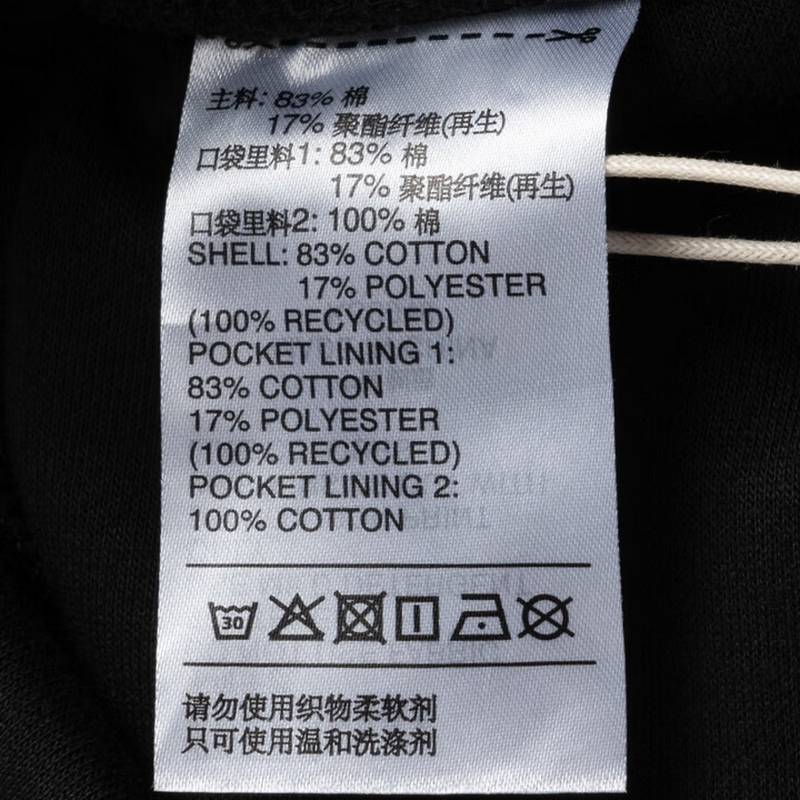 主料: 83% 棉
17% 聚酯纤维(再生)
口袋里料1: 83% 棉
17% 聚酯纤维(再生)
口袋里料2: 100% 棉
SHELL: 83% COTTON
17% POLYESTER
(100% RECYCLED)
POCKET LINING 1:
83% COTTON
17% POLYESTER
(100% RECYCLED)
POCKET LINING 2:
100% COTTON
30
请勿使用织物柔软剂
只可使用温和洗涤剂